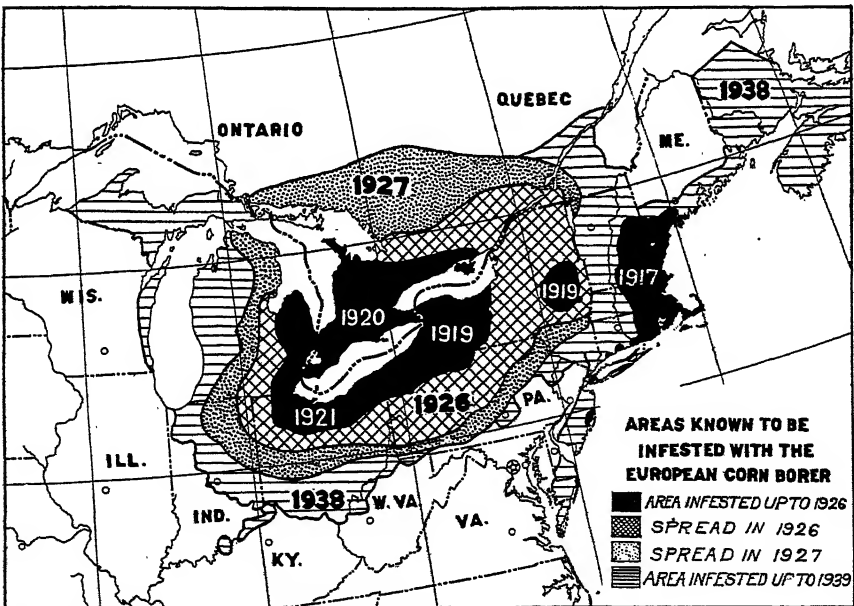 QUEBEC
1938
ONTARIO
ME.
1927
1917
1919
WIS.
1920
1919
1926
1921
PA.
AREAS KNOWN TO BE
INFESTED WITH THE
EUROPEAN CORN BORER
ILL.
1938
W.VA.
AREA INFESTED UP TO 1926
IND.
VA.
SPREAD IN 1926
SPREAD IN 1927
KY.
AREA INFESTED UP TO 1939